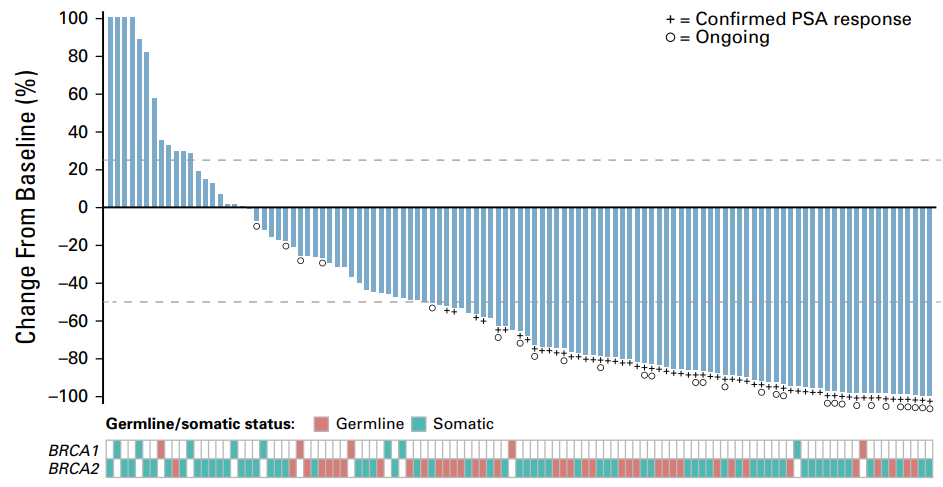 + = Confirmed PSA response
○ = Ongoing
Change From Baseline (%)
100
80
60
40
20
0
−20
−40
−60
−80
−100
Germline/somatic status: Germline Somatic
BRCA1
BRCA2